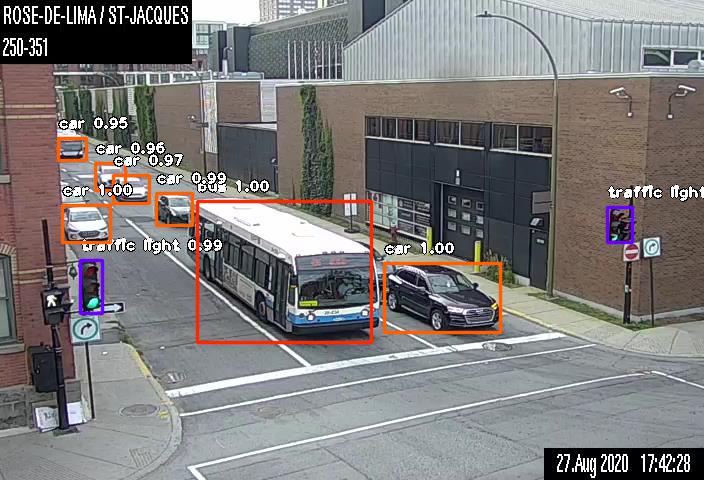 ROSE-DE-LIMA / ST-JACQUES
250-351
car 0.95
car 0.96
car 0.97
car 0.99
car 1.00
bus 1.00
traffic light 0.99
car 1.00
traffic light
27.Aug 2020 17:42:28